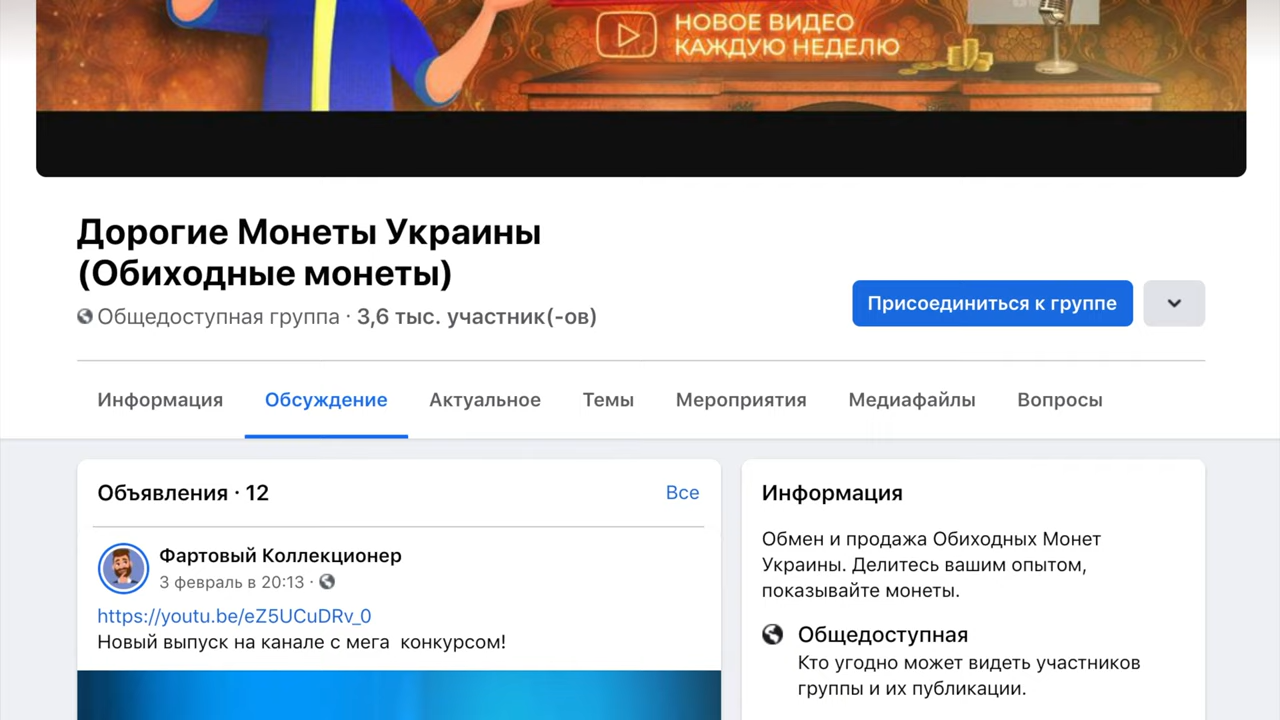 НОВОЕ ВИДЕО
КАЖДУЮ НЕДЕЛЮ
Дорогие Монеты Украины
(Обиходные монеты)
Общедоступная группа · 3,6 тыс. участник(-ов)
Присоединиться к группе
Информация Обсуждение Актуальное Темы Мероприятия Медиафайлы Вопросы
Объявления · 12 Все
Фартовый Коллекционер
3 февраль в 20:13 ·
https://youtu.be/eZ5UCuDRv_0
Новый выпуск на канале с мега конкурсом!
Информация
Обмен и продажа Обиходных Монет
Украины. Делитесь вашим опытом,
показывайте монеты.
Общедоступная
Кто угодно может видеть участников
группы и их публикации.